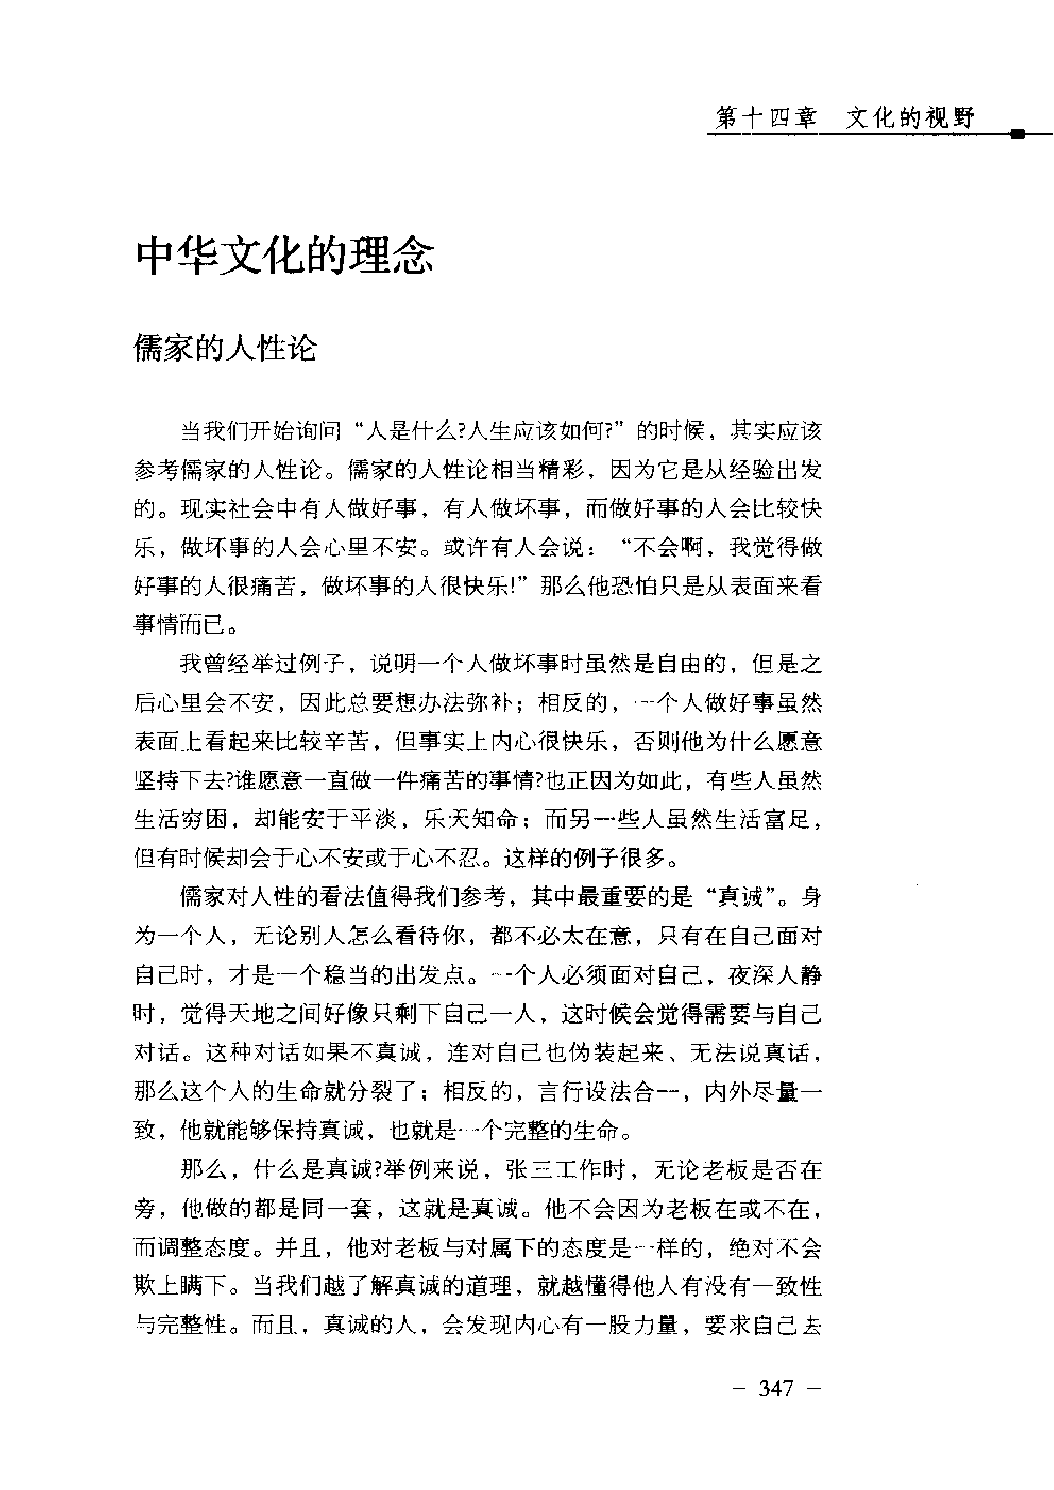 第十四章 文化的视野
中华文化的理念
儒家的人性论
当我们开始询问“人是什么?人生应该如何?”的时候，其实应该
参考儒家的人性论。儒家的人性论相当精彩，因为它是从经验出发
的。现实社会中有人做好事，有人做坏事，而做好事的人会比较快
乐，做坏事的人会心里不安。或许有人会说：“不会啊，我觉得做
好事的人很痛苦，做坏事的人很快乐!”那么他恐怕只是从表面来看
事情而已。
我曾经举过例子，说明一个人做坏事时虽然是自由的，但是之
后心里会不安，因此总要想办法弥补；相反的，一个人做好事虽然
表面上看起来比较辛苦，但事实上内心很快乐，否则他为什么愿意
坚持下去?谁愿意一直做一件痛苦的事情?也正因为如此，有些人虽然
生活穷困，却能安于平淡，乐天知命；而另一些人虽然生活富足，
但有时候却会于心不安或于心不忍。这样的例子很多。
儒家对人性的看法值得我们参考，其中最重要的是“真诚”。身
为一个人，无论别人怎么看待你，都不必太在意，只有在自己面对
自己时，才是一个稳当的出发点。一个人必须面对自己，夜深人静
时，觉得天地之间好像只剩下自己一人，这时候会觉得需要与自己
对话。这种对话如果不真诚，连对自己也伪装起来、无法说真话，
那么这个人的生命就分裂了；相反的，言行设法合一，内外尽量一
致，他就能够保持真诚，也就是一个完整的生命。
那么，什么是真诚?举例来说，张三工作时，无论老板是否在
旁，他做的都是同一套，这就是真诚。他不会因为老板在或不在，
而调整态度。并且，他对老板与对属下的态度是一样的，绝对不会
欺上瞒下。当我们越了解真诚的道理，就越懂得他人有没有一致性
与完整性。而且，真诚的人，会发现内心有一股力量，要求自己去
－ 347 －